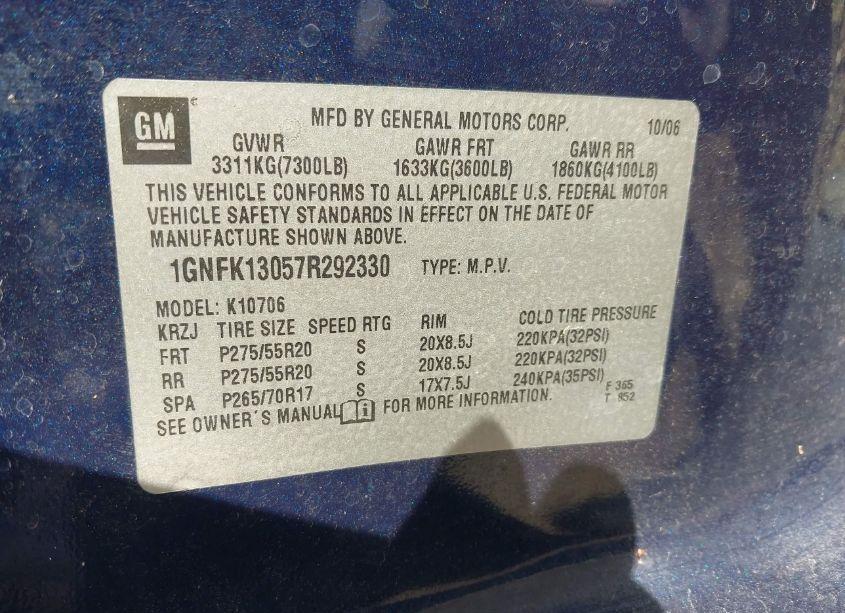 GM
MFD BY GENERAL MOTORS CORP. 10/06
GVWR GAWR FRT GAWR RR
3311KG(7300LB) 1633KG(3600LB) 1860KG(4100LB)
THIS VEHICLE CONFORMS TO ALL APPLICABLE U.S. FEDERAL MOTOR
VEHICLE SAFETY STANDARDS IN EFFECT ON THE DATE OF
MANUFACTURE SHOWN ABOVE.
1GNFK13057R292330 TYPE: M.P.V.
MODEL: K10706
KRZJ TIRE SIZE SPEED RTG RIM COLD TIRE PRESSURE
FRT P275/55R20 S 20X8.5J 220KPA(32PSI)
RR P275/55R20 S 20X8.5J 220KPA(32PSI)
SPA P265/70R17 S 17X7.5J 240KPA(35PSI)
SEE OWNER'S MANUAL i FOR MORE INFORMATION.
F 365
T 852